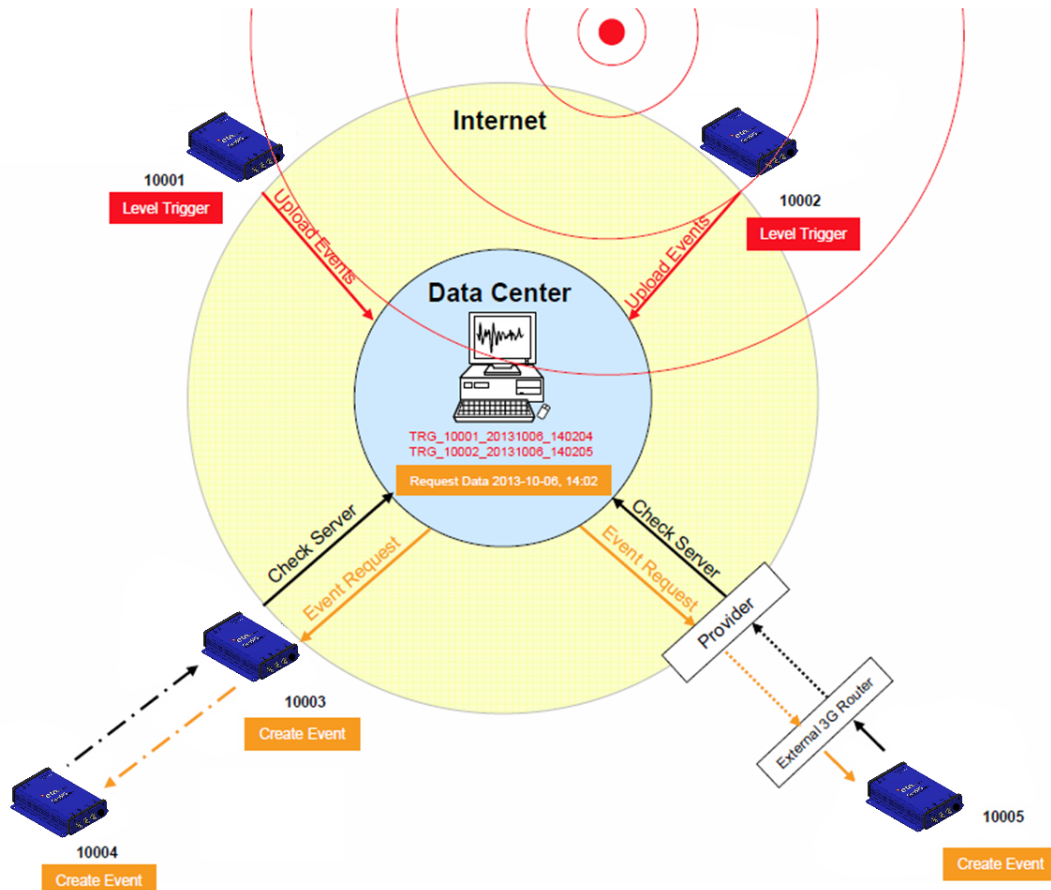 Internet
10001
Level Trigger
10002
Level Trigger
Upload Events
Upload Events
Data Center
TRG_10001_20131006_140204
TRG_10002_20131006_140205
Request Data 2013-10-06, 14:02
Check Server
Event Request
Check Server
Event Request
Provider
External 3G Router
10003
Create Event
10004
Create Event
10005
Create Event